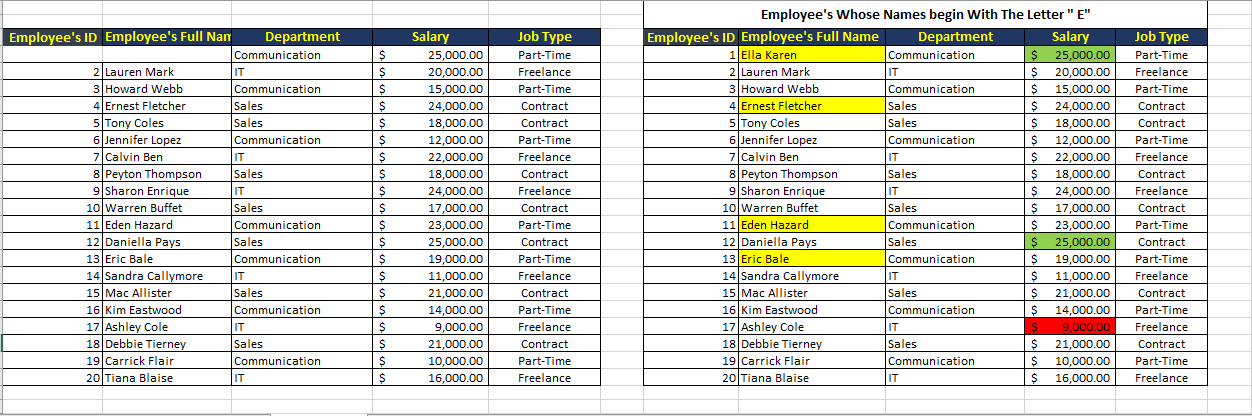 Employee's Whose Names begin With The Letter " E"
Employee's ID Employee's Full Nam Department Salary Job Type Employee's ID Employee's Full Name Department Salary Job Type
Communication $ 25,000.00 Part-Time 1 Ella Karen Communication $ 25,000.00 Part-Time
2 Lauren Mark IT $ 20,000.00 Freelance 2 Lauren Mark IT $ 20,000.00 Freelance
3 Howard Webb Communication $ 15,000.00 Part-Time 3 Howard Webb Communication $ 15,000.00 Part-Time
4 Ernest Fletcher Sales $ 24,000.00 Contract 4 Ernest Fletcher Sales $ 24,000.00 Contract
5 Tony Coles Sales $ 18,000.00 Contract 5 Tony Coles Sales $ 18,000.00 Contract
6 Jennifer Lopez Communication $ 12,000.00 Part-Time 6 Jennifer Lopez Communication $ 12,000.00 Part-Time
7 Calvin Ben IT $ 22,000.00 Freelance 7 Calvin Ben IT $ 22,000.00 Freelance
8 Peyton Thompson Sales $ 18,000.00 Contract 8 Peyton Thompson Sales $ 18,000.00 Contract
9 Sharon Enrique IT $ 24,000.00 Freelance 9 Sharon Enrique IT $ 24,000.00 Freelance
10 Warren Buffet Sales $ 17,000.00 Contract 10 Warren Buffet Sales $ 17,000.00 Contract
11 Eden Hazard Communication $ 23,000.00 Part-Time 11 Eden Hazard Communication $ 23,000.00 Part-Time
12 Daniella Pays Sales $ 25,000.00 Contract 12 Daniella Pays Sales $ 25,000.00 Contract
13 Eric Bale Communication $ 19,000.00 Part-Time 13 Eric Bale Communication $ 19,000.00 Part-Time
14 Sandra Callymore IT $ 11,000.00 Freelance 14 Sandra Callymore IT $ 11,000.00 Freelance
15 Mac Allister Sales $ 21,000.00 Contract 15 Mac Allister Sales $ 21,000.00 Contract
16 Kim Eastwood Communication $ 14,000.00 Part-Time 16 Kim Eastwood Communication $ 14,000.00 Part-Time
17 Ashley Cole IT $ 9,000.00 Freelance 17 Ashley Cole IT $ 9,000.00 Freelance
18 Debbie Tierney Sales $ 21,000.00 Contract 18 Debbie Tierney Sales $ 21,000.00 Contract
19 Carrick Flair Communication $ 10,000.00 Part-Time 19 Carrick Flair Communication $ 10,000.00 Part-Time
20 Tiana Blaise IT $ 16,000.00 Freelance 20 Tiana Blaise IT $ 16,000.00 Freelance